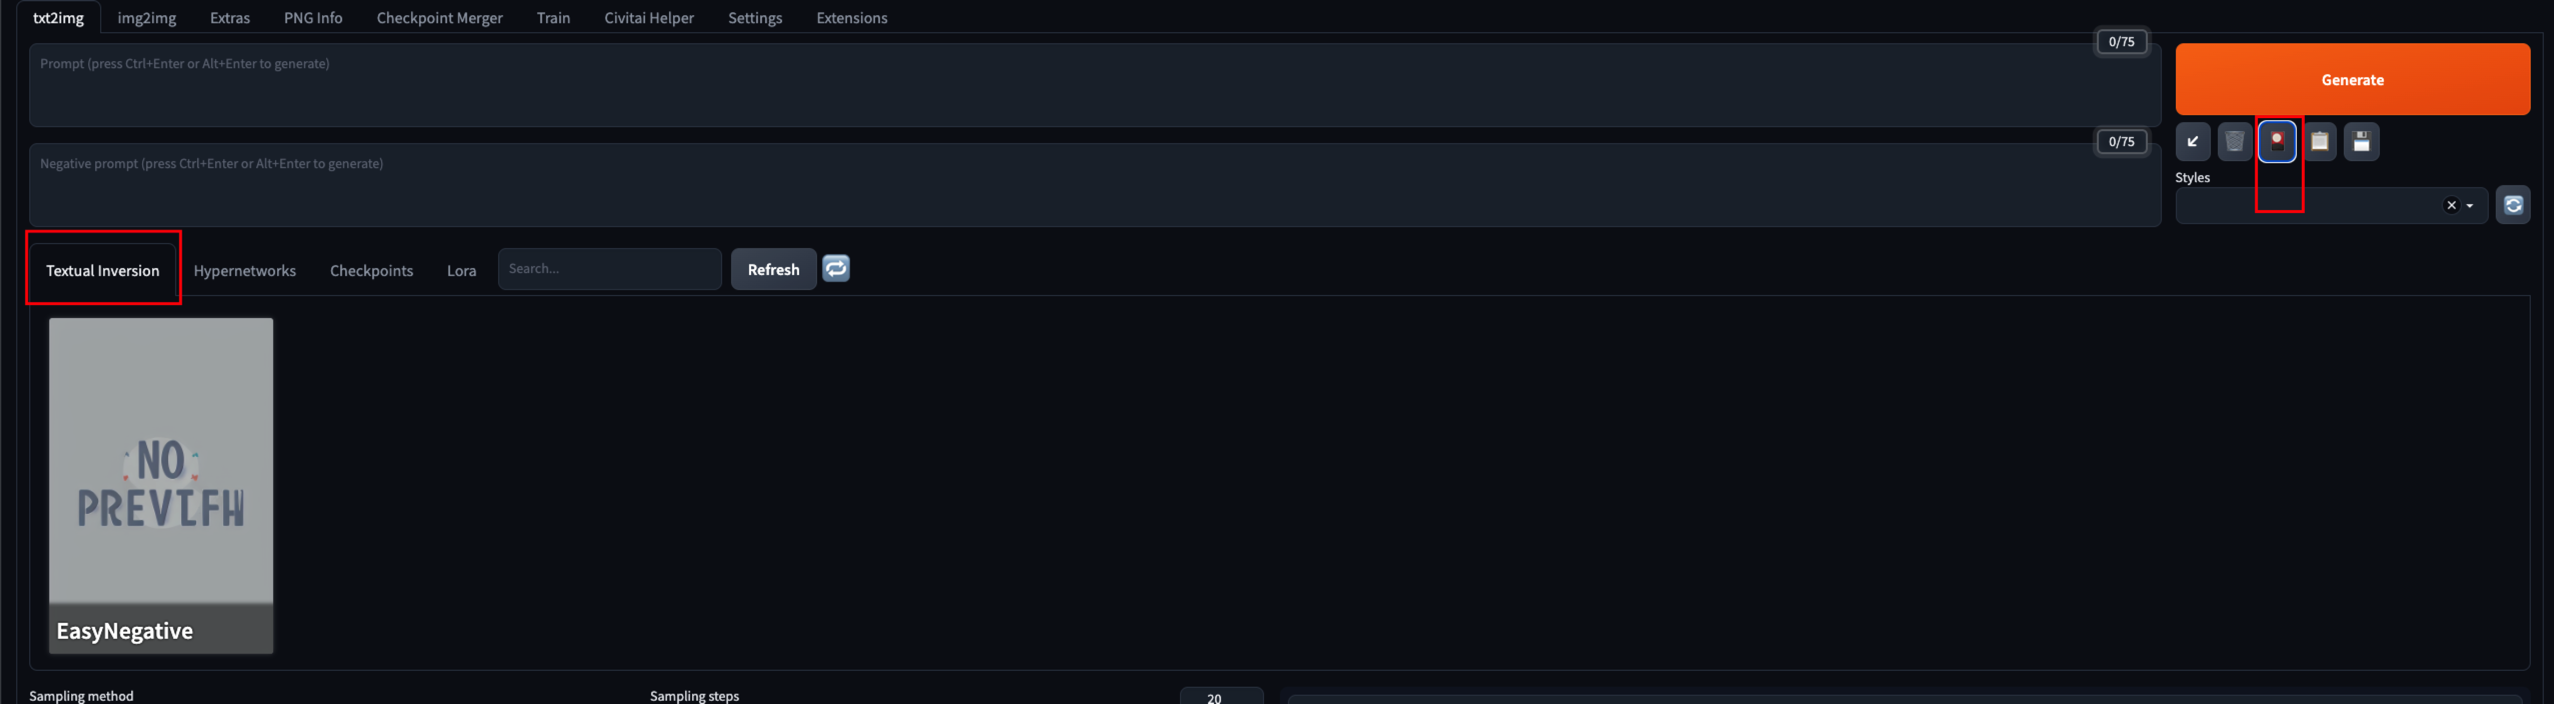 txt2img img2img Extras PNG Info Checkpoint Merger Train Civitai Helper Settings Extensions
0/75
Prompt (press Ctrl+Enter or Alt+Enter to generate)
Generate
0/75
Negative prompt (press Ctrl+Enter or Alt+Enter to generate)
Styles
Textual Inversion Hypernetworks Checkpoints Lora Search... Refresh
NO
PREVIFW
EasyNegative
Sampling method Sampling steps 20